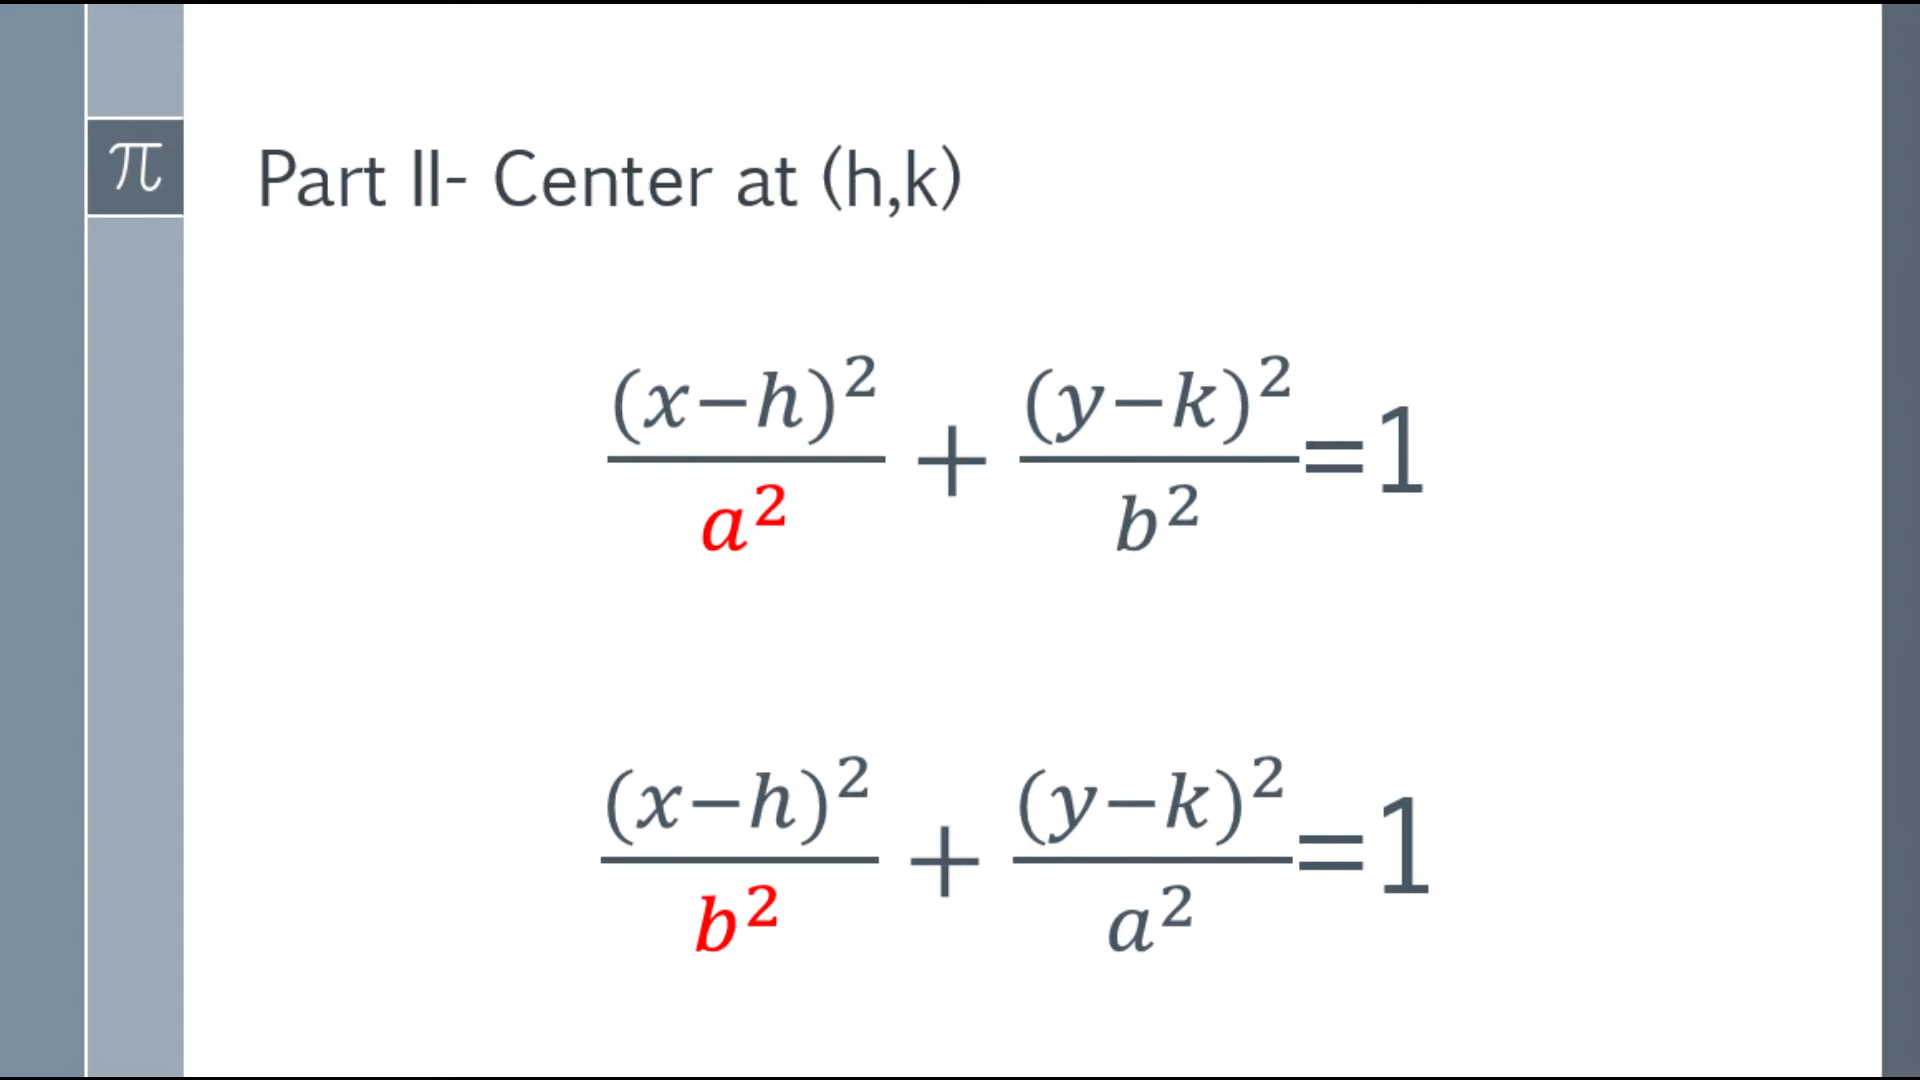 π
Part II- Center at (h,k)
(x−h)²/a² + (y−k)²/b² =1
(x−h)²/b² + (y−k)²/a² =1